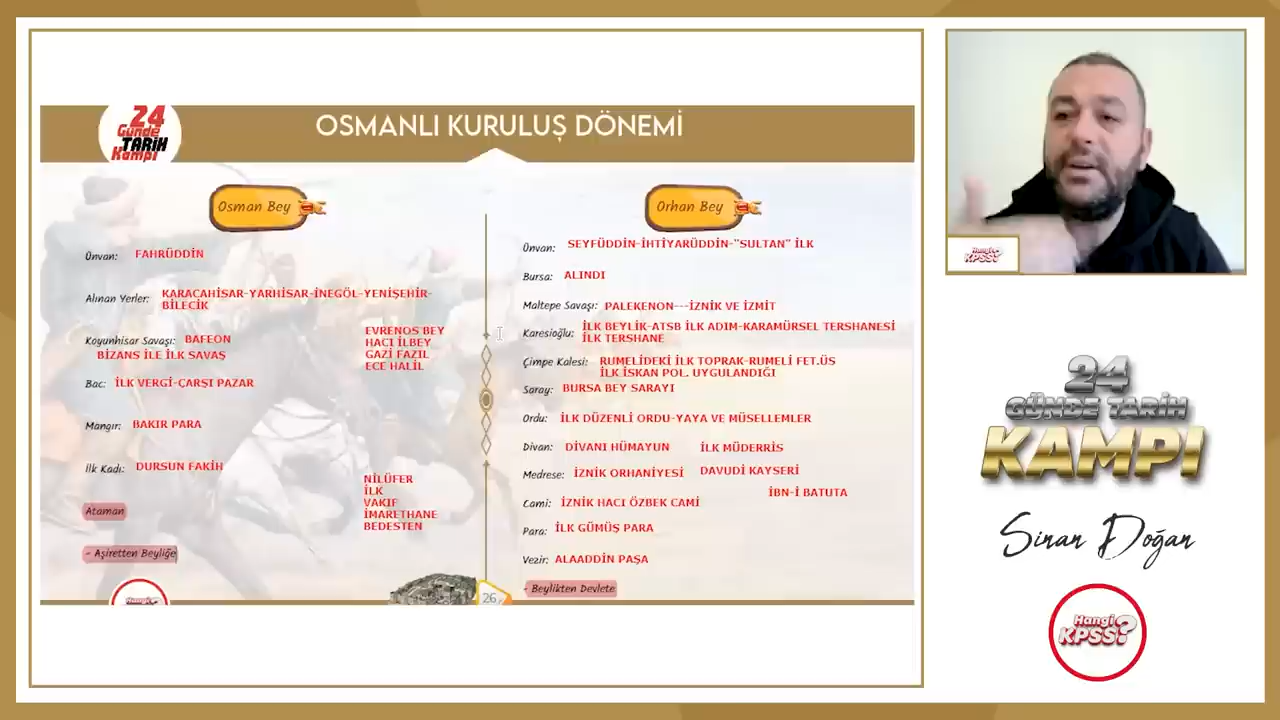 24
Günde
TARİH
Kampı
OSMANLI KURULUŞ DÖNEMİ
Osman Bey
Ünvan: FAHRÜDDİN
Alınan Yerler: KARACAHİSAR-YARHİSAR-İNEGÖL-YENİŞEHİR-
BİLECİK
Koyunhisar Savaşı: BAFEON
BİZANS İLE İLK SAVAŞ
EVRENOS BEY
HACI İLBEY
GAZİ FAZIL
ECE HALİL
Bac: İLK VERGİ-ÇARŞI PAZAR
Mangır: BAKIR PARA
İlk Kadı: DURSUN FAKİH
NİLÜFER
İLK
VAKIF
İMARETHANE
BEDESTEN
Ataman
- Aşiretten Beyliğe
Orhan Bey
Ünvan: SEYFÜDDİN-İHTİYARÜDDİN-"SULTAN" İLK
Bursa: ALINDI
Maltepe Savaşı: PALEKENON---İZNİK VE İZMİT
Karesioğlu: İLK BEYLİK-ATSB İLK ADIM-KARAMÜRSEL TERSHANESİ
İLK TERSHANE
Çimpe Kalesi: RUMELİDEKİ İLK TOPRAK-RUMELİ FET.ÜS
İLK İSKAN POL. UYGULANDIĞI
Saray: BURSA BEY SARAYI
Ordu: İLK DÜZENLİ ORDU-YAYA VE MÜSELLEMLER
Divan: DİVANI HÜMAYUN İLK MÜDERRİS
Medrese: İZNİK ORHANİYESİ DAVUDİ KAYSERİ
İBN-İ BATUTA
Cami: İZNİK HACI ÖZBEK CAMİ
Para: İLK GÜMÜŞ PARA
Vezir: ALAADDİN PAŞA
- Beylikten Devlete
26
Hangi
KPSS?
24
GÜNDE TARİH
KAMPI
Sinan Doğan
Hangi
KPSS?